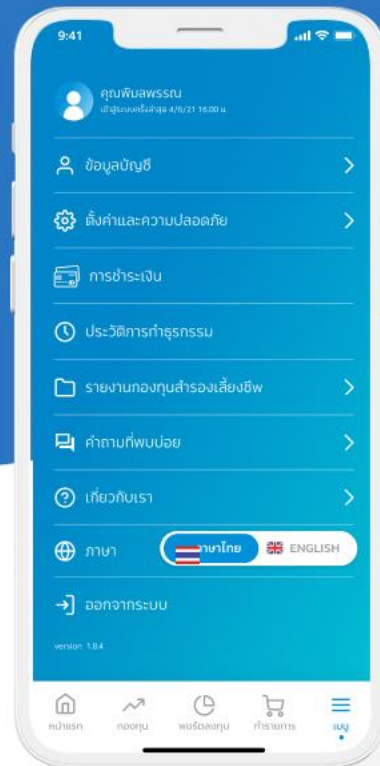 9:41
คุณพิมลพรรณ
เข้าสู่ระบบครั้งล่าสุด 4/6/21 16.00 น.
ข้อมูลบัญชี
ตั้งค่าและความปลอดภัย
การชำระเงิน
ประวัติการทำธุรกรรม
รายงานกองทุนสำรองเลี้ยงชีพ
คำถามที่พบบ่อย
เกี่ยวกับเรา
ภาษา ภาษาไทย ENGLISH
ออกจากระบบ
version 1.8.4
หน้าแรก กองทุน พอร์ตลงทุน ทำรายการ เมนู